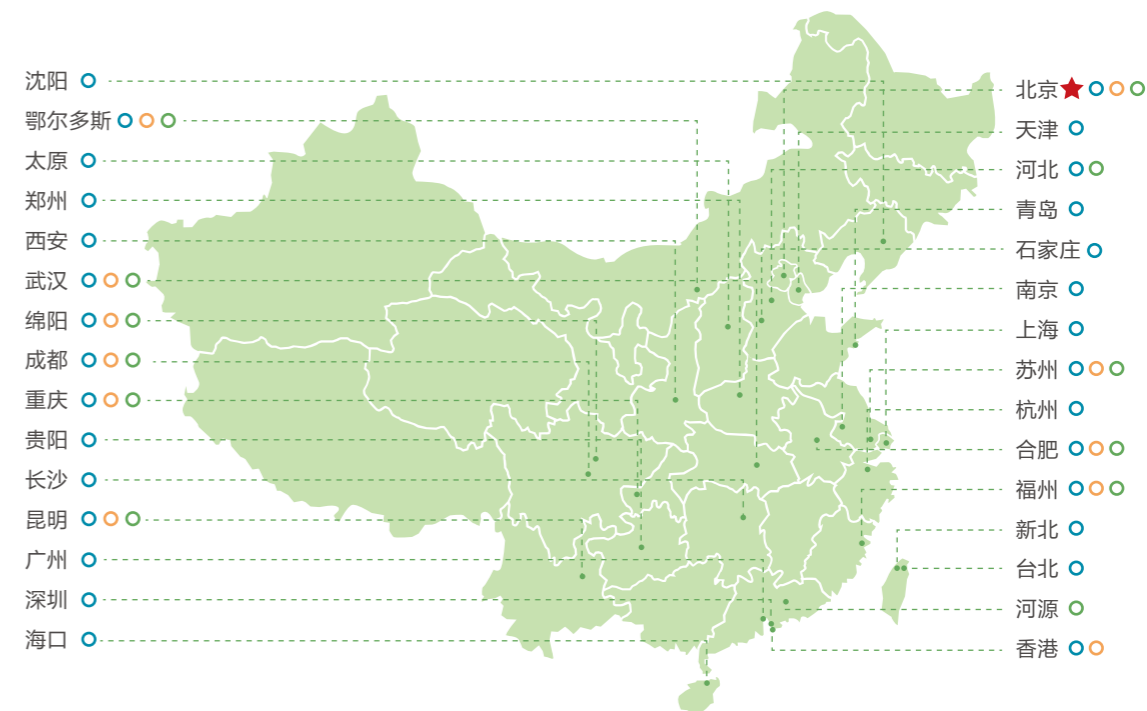 沈阳
鄂尔多斯
太原
郑州
西安
武汉
绵阳
成都
重庆
贵阳
长沙
昆明
广州
深圳
海口
北京
天津
河北
青岛
石家庄
南京
上海
苏州
杭州
合肥
福州
新北
台北
河源
香港